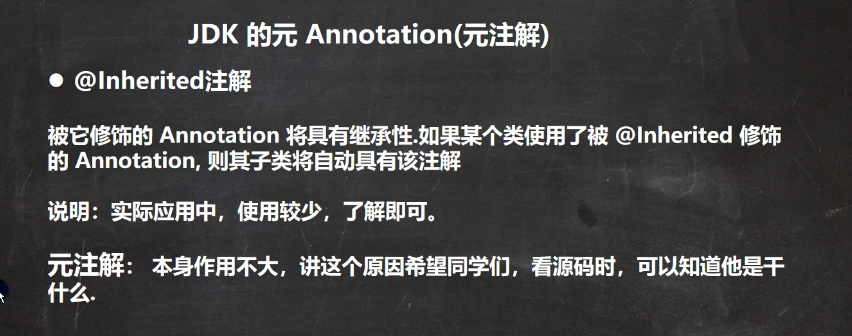 JDK 的元 Annotation(元注解)
● @Inherited注解
被它修饰的 Annotation 将具有继承性.如果某个类使用了被 @Inherited 修饰
的 Annotation, 则其子类将自动具有该注解
说明：实际应用中，使用较少，了解即可。
元注解： 本身作用不大，讲这个原因希望同学们，看源码时，可以知道他是干
什么.